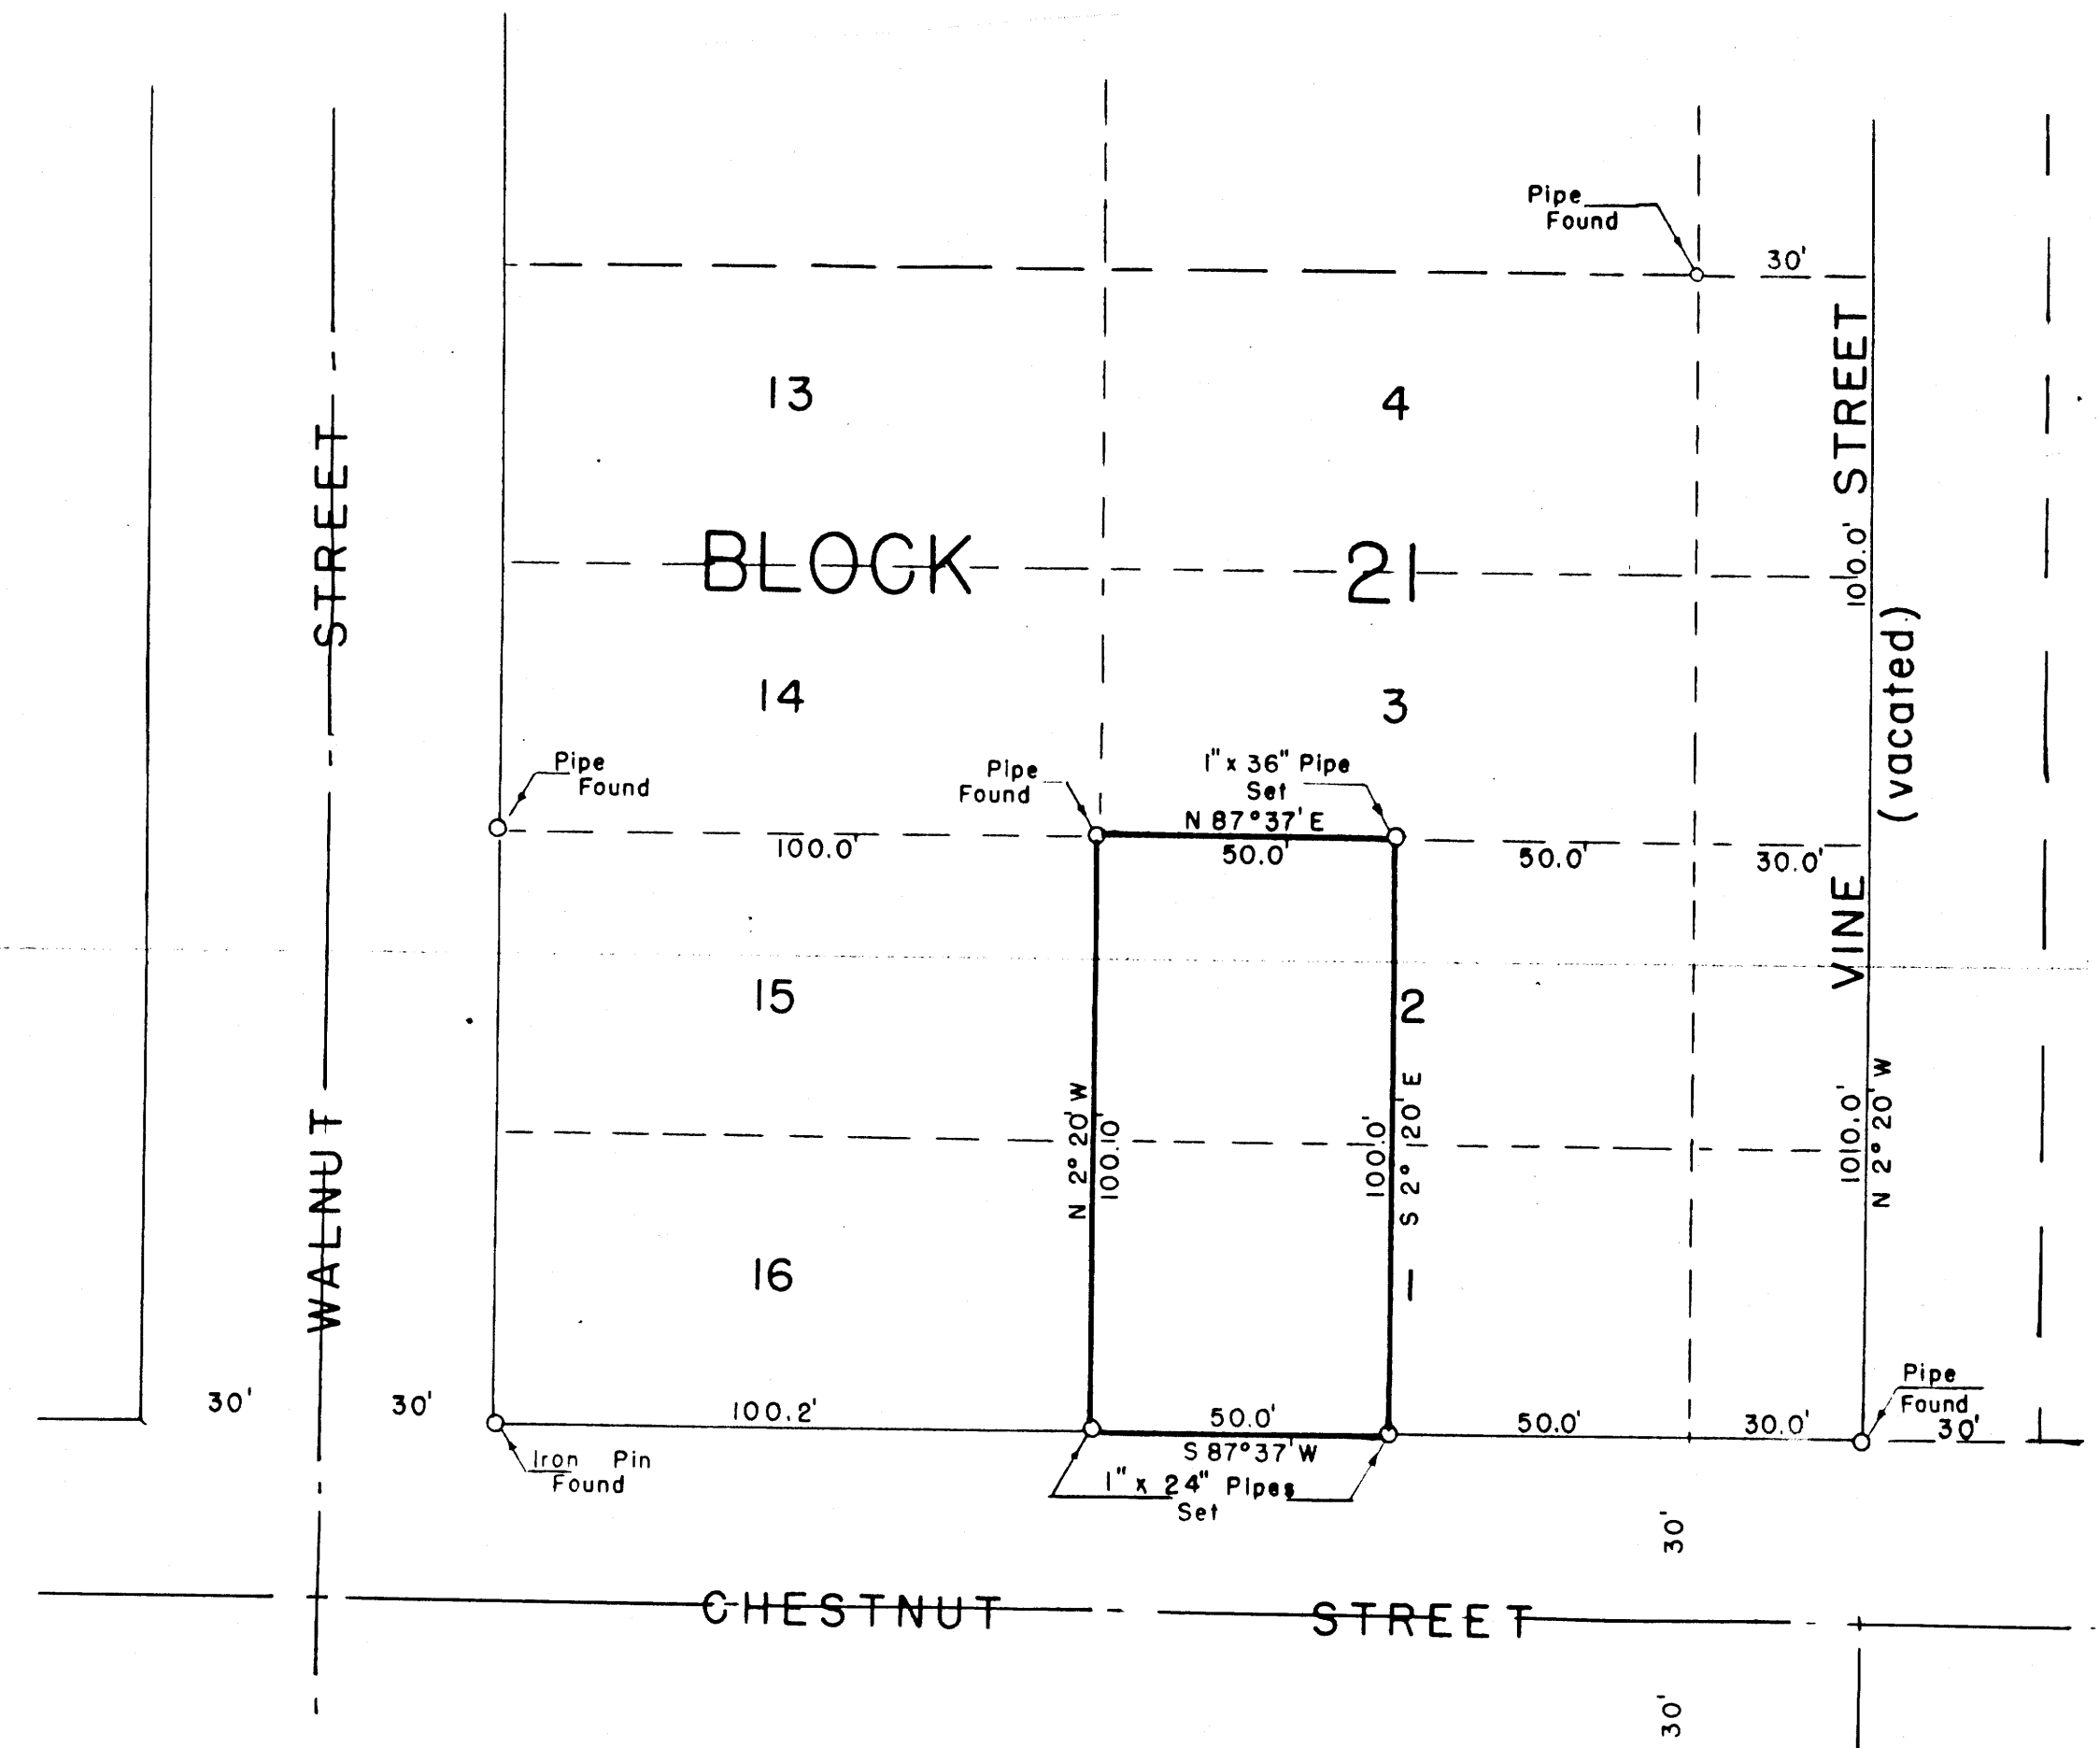 Pipe
Found
30'
13
4
STREET
STREET
BLOCK 21
100.0'
(vacated)
14
3
Pipe
Found
Pipe
Found
1" x 36" Pipe
Set
N 87°37' E
100.0'
50.0'
50.0'
30.0'
VINE
15
2
N 2° 20' W
100.10'
100.0'
S 2° 20' E
100.0'
N 2° 20' W
WALNUT
16
1
30'
30'
100.2'
50.0'
50.0'
30.0'
Pipe
Found
30'
S 87°37' W
Iron Pin
Found
1" x 24" Pipes
Set
30'
CHESTNUT STREET
30'